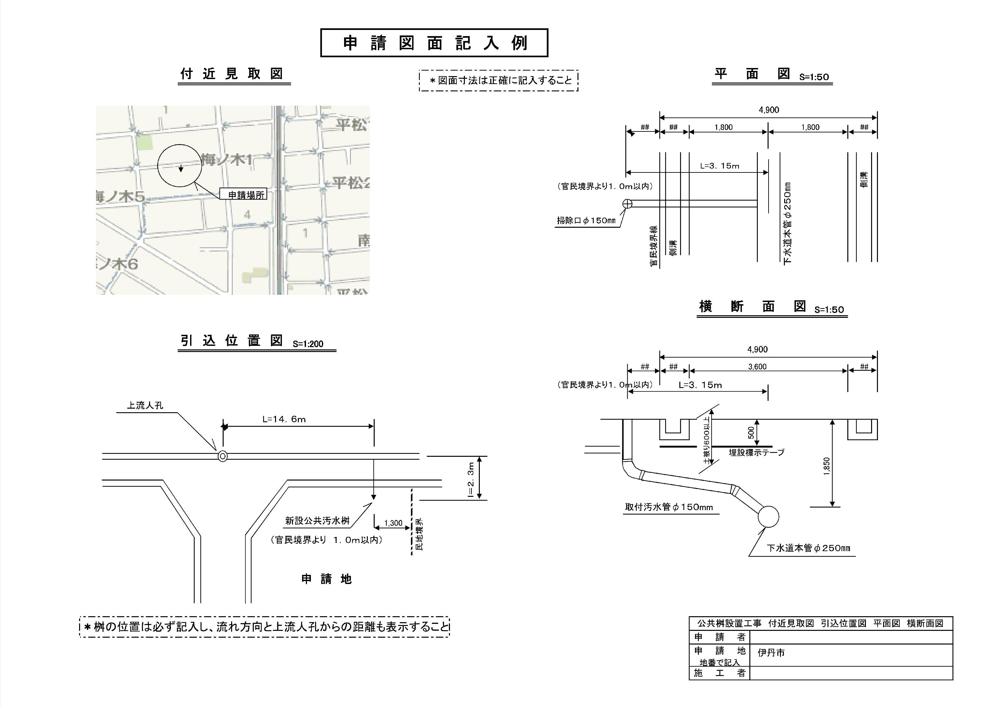 申請図面記入例
付近見取図
＊図面寸法は正確に記入すること
平面図 S=1:50
1
平松
梅ノ木1
平松2
梅ノ木5
申請場所
4
1
南
ノ木6
平松
4,900
##
##
1,800
1,800
##
L=3．15m
（官民境界より1．0m以内）
掃除口φ150㎜
官民境界線
側溝
下水道本管φ250㎜
側溝
引込位置図 S=1:200
上流人孔
L=14．6m
l=2．3m
新設公共汚水桝
（官民境界より 1．0m以内）
1,300
民地境界
申請地
＊桝の位置は必ず記入し、流れ方向と上流人孔からの距離も表示すること
横断面図 S=1:50
4,900
##
##
3,600
##
（官民境界より1．0m以内）
L=3．15m
土被り600以上
500
埋設標示テープ
1,850
取付汚水管φ150mm
下水道本管φ250㎜
公共桝設置工事 付近見取図 引込位置図 平面図 横断面図
申請者
申請地 伊丹市
地番で記入
施工者